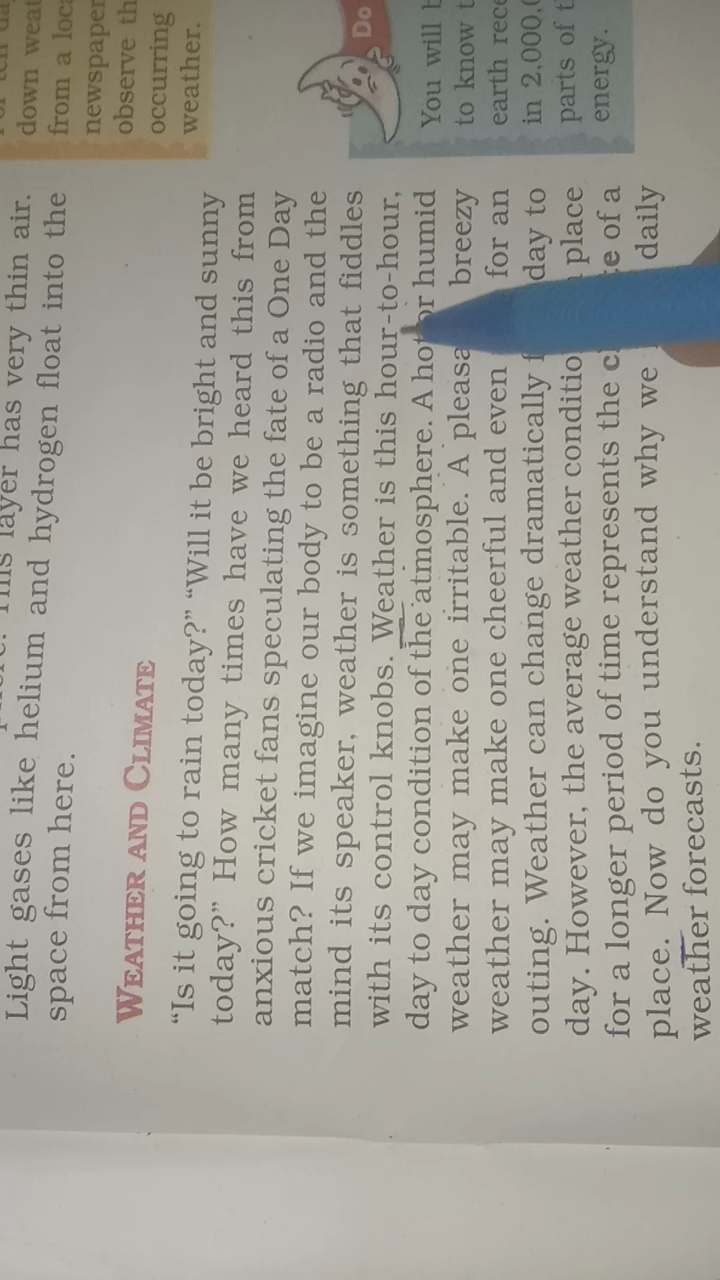 down weat
from a loca
newspaper
observe th
occurring
weather.
Do
You will b
to know t
earth rece
in 2,000,0
parts of t
energy.
layer has very thin air.
Light gases like helium and hydrogen float into the
space from here.
WEATHER AND CLIMATE
“Is it going to rain today?” “Will it be bright and sunny
today?” How many times have we heard this from
anxious cricket fans speculating the fate of a One Day
match? If we imagine our body to be a radio and the
mind its speaker, weather is something that fiddles
with its control knobs. Weather is this hour-to-hour,
day to day condition of the atmosphere. A hot or humid
weather may make one irritable. A pleasa breezy
weather may make one cheerful and even for an
outing. Weather can change dramatically day to
day. However, the average weather conditio place
for a longer period of time represents the of a
place. Now do you understand why we daily
weather forecasts.